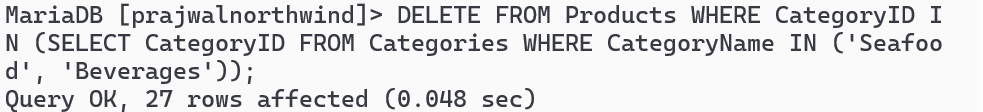 MariaDB [prajwalnorthwind]> DELETE FROM Products WHERE CategoryID I
N (SELECT CategoryID FROM Categories WHERE CategoryName IN ('Seafoo
d', 'Beverages'));
Query OK, 27 rows affected (0.048 sec)